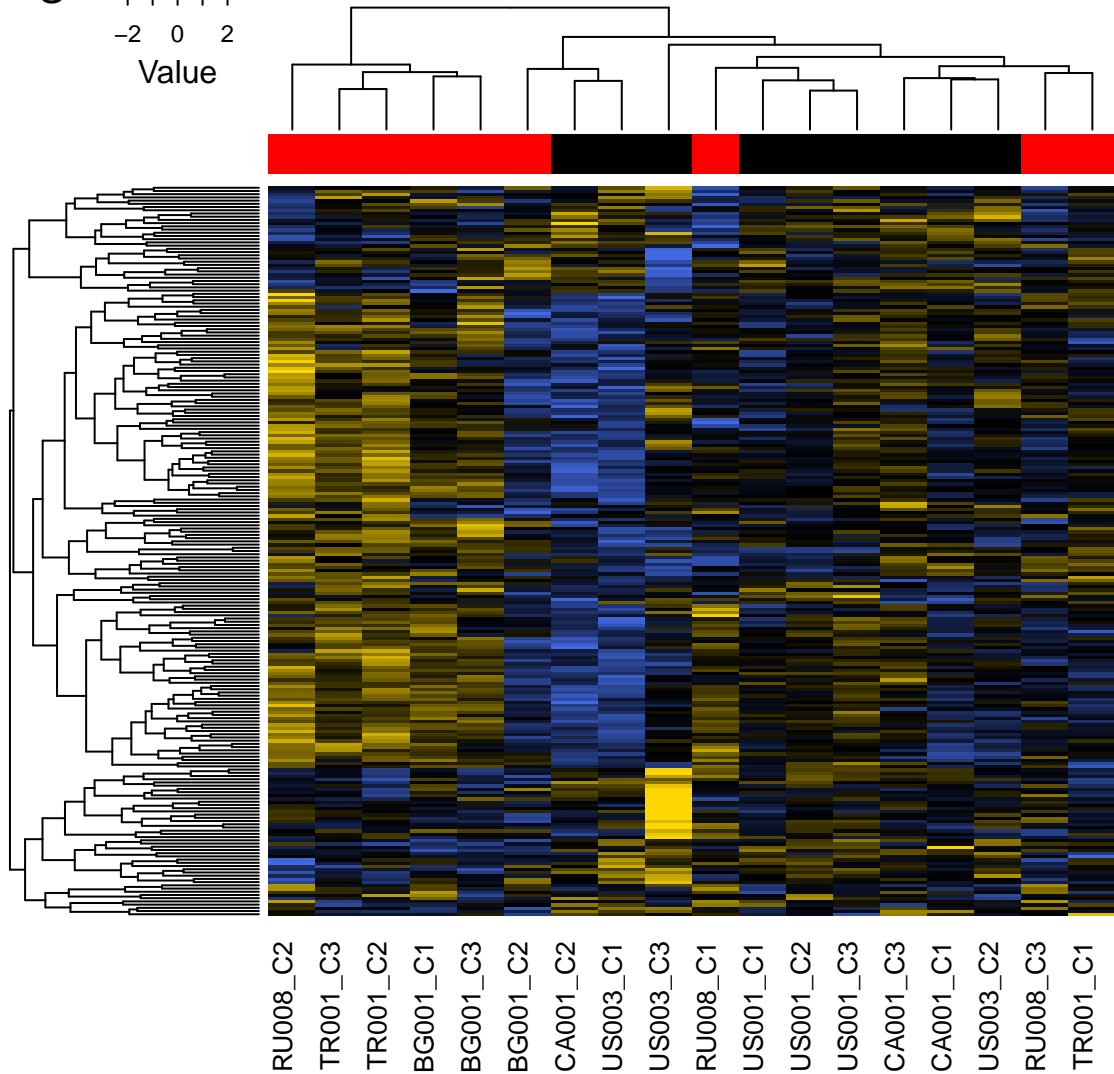 −2 0 2
Value
RU008_C2
TR001_C3
TR001_C2
BG001_C1
BG001_C3
BG001_C2
CA001_C2
US003_C1
US003_C3
RU008_C1
US001_C1
US001_C2
US001_C3
CA001_C3
CA001_C1
US003_C2
RU008_C3
TR001_C1